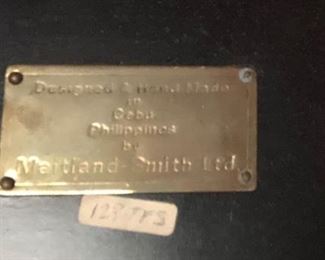 Designed & Hand Made
in
Cebu
Philippines
by
Maitland-Smith Ltd.